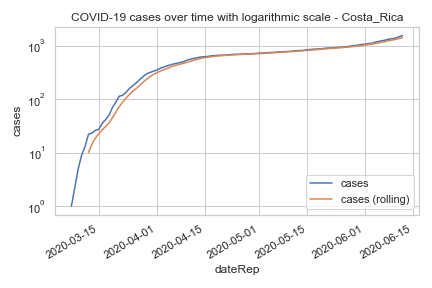 COVID-19 cases over time with logarithmic scale - Costa_Rica
cases
10³
10²
10¹
10⁰
cases
cases (rolling)
2020-03-15
2020-04-01
2020-04-15
2020-05-01
2020-05-15
2020-06-01
2020-06-15
dateRep